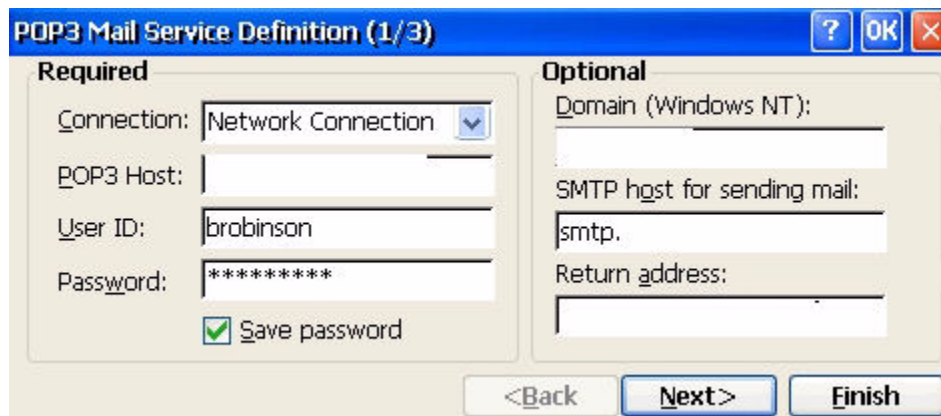 POP3 Mail Service Definition (1/3) ? OK ×
Required
Connection: Network Connection
POP3 Host:
User ID: brobinson
Password: *********
Save password
Optional
Domain (Windows NT):
SMTP host for sending mail:
smtp.
Return address:
<Back Next> Finish